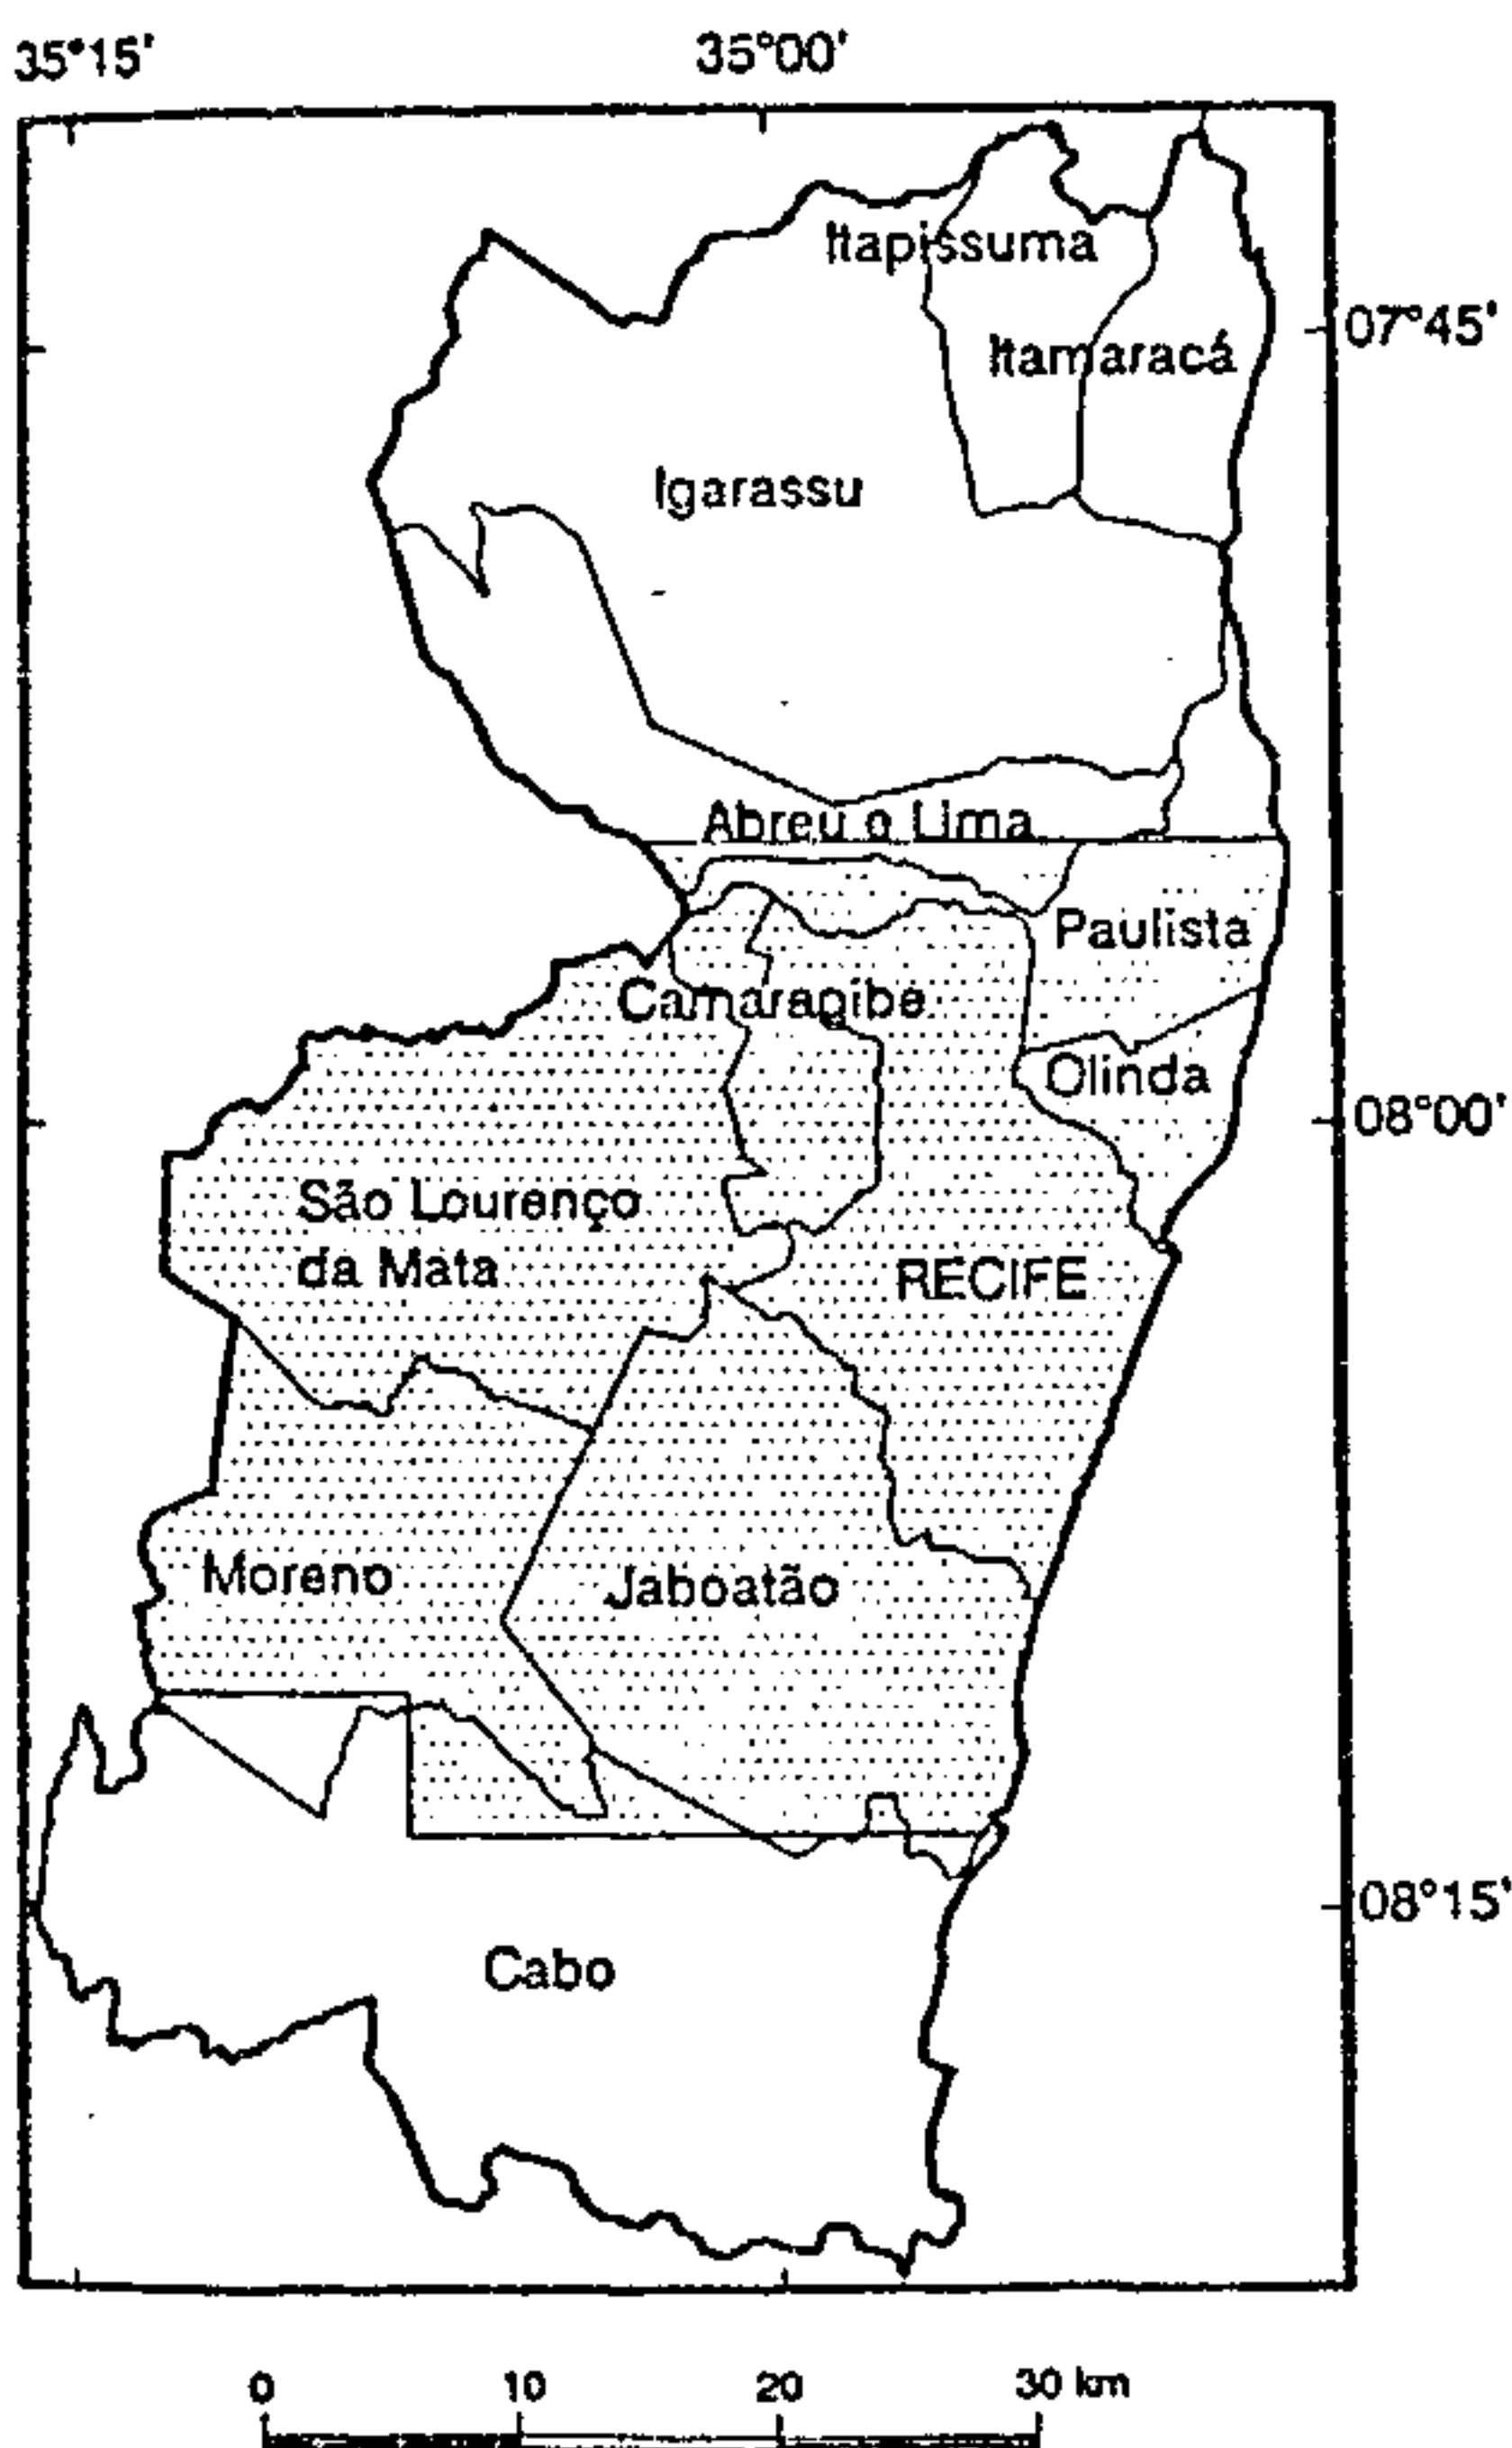 35°15' 35°00'
Itapissuma
07°45'
Itamaracá
Igarassu
Abreu o Lima
Paulista
Camaragibe
Olinda
08°00'
São Lourenço
da Mata
RECIFE
Moreno
Jaboatão
08°15'
Cabo
0 10 20 30 km